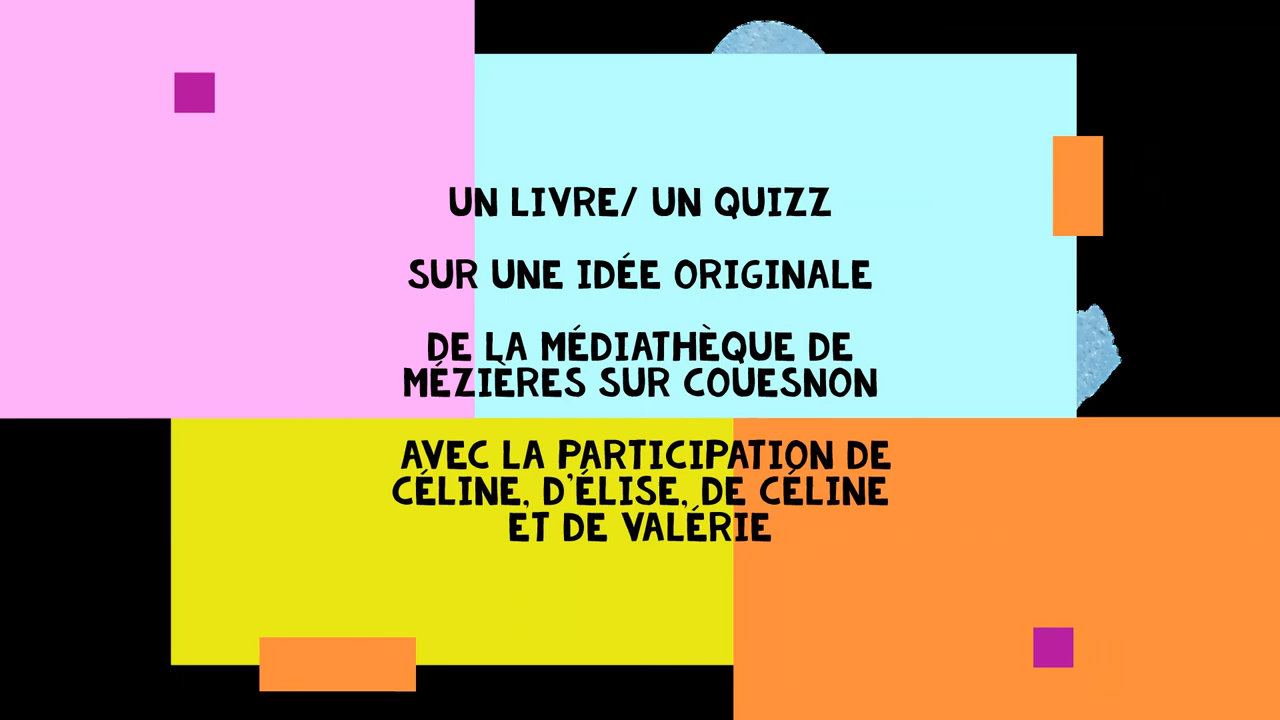 UN LIVRE/ UN QUIZZ
SUR UNE IDÉE ORIGINALE
DE LA MÉDIATHÈQUE DE
MÉZIÈRES SUR COUESNON
AVEC LA PARTICIPATION DE
CÉLINE, D'ÉLISE, DE CÉLINE
ET DE VALÉRIE